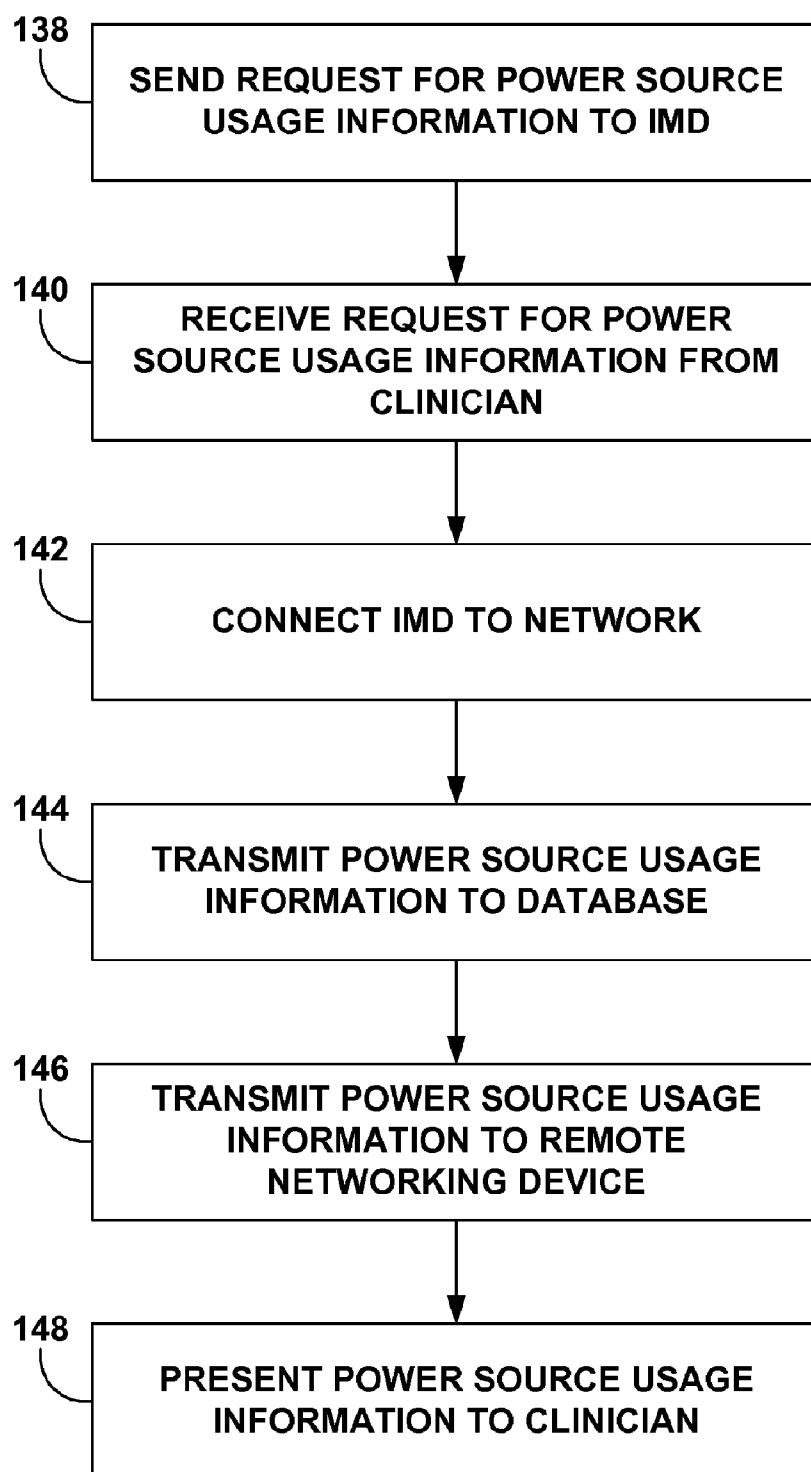 138
SEND REQUEST FOR POWER SOURCE
USAGE INFORMATION TO IMD
140
RECEIVE REQUEST FOR POWER
SOURCE USAGE INFORMATION FROM
CLINICIAN
142
CONNECT IMD TO NETWORK
144
TRANSMIT POWER SOURCE USAGE
INFORMATION TO DATABASE
146
TRANSMIT POWER SOURCE USAGE
INFORMATION TO REMOTE
NETWORKING DEVICE
148
PRESENT POWER SOURCE USAGE
INFORMATION TO CLINICIAN